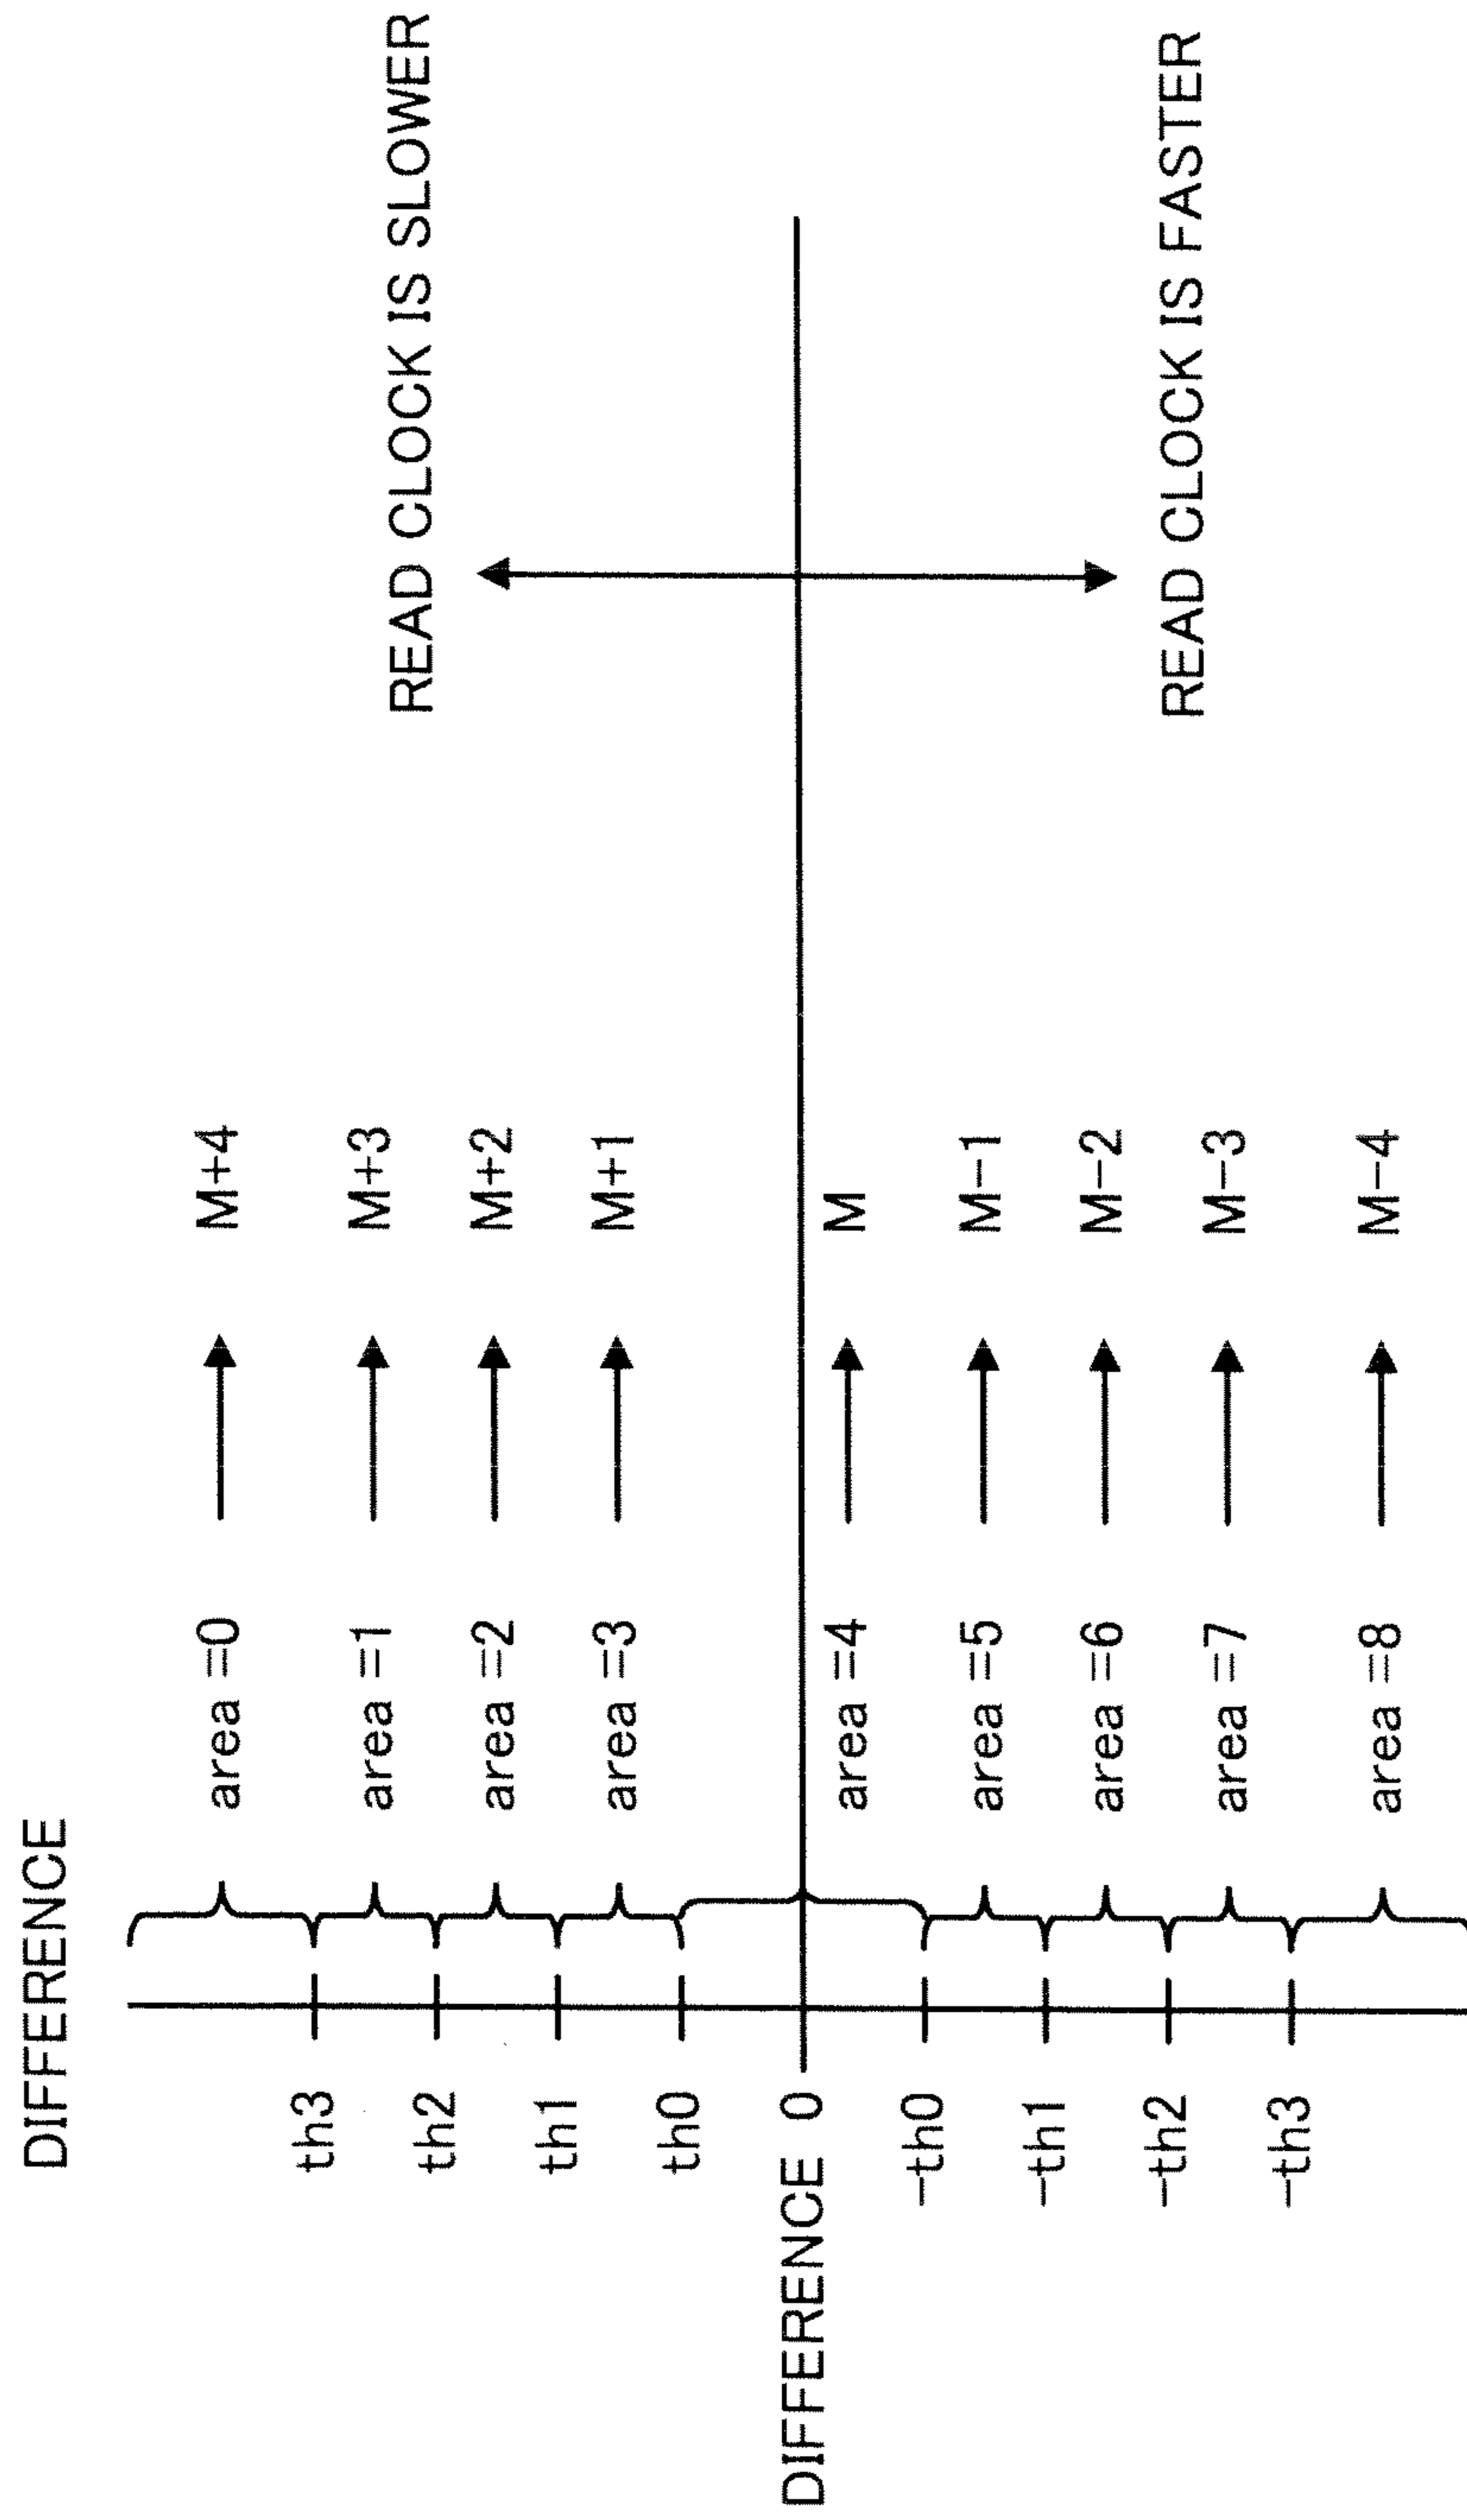 DIFFERENCE
area =0 M+4
th3
area =1 M+3
READ CLOCK IS SLOWER
th2
area =2 M+2
th1
area =3 M+1
th0
DIFFERENCE 0
area =4 M
-th0
area =5 M-1
-th1
area =6 M-2
-th2
READ CLOCK IS FASTER
area =7 M-3
-th3
area =8 M-4